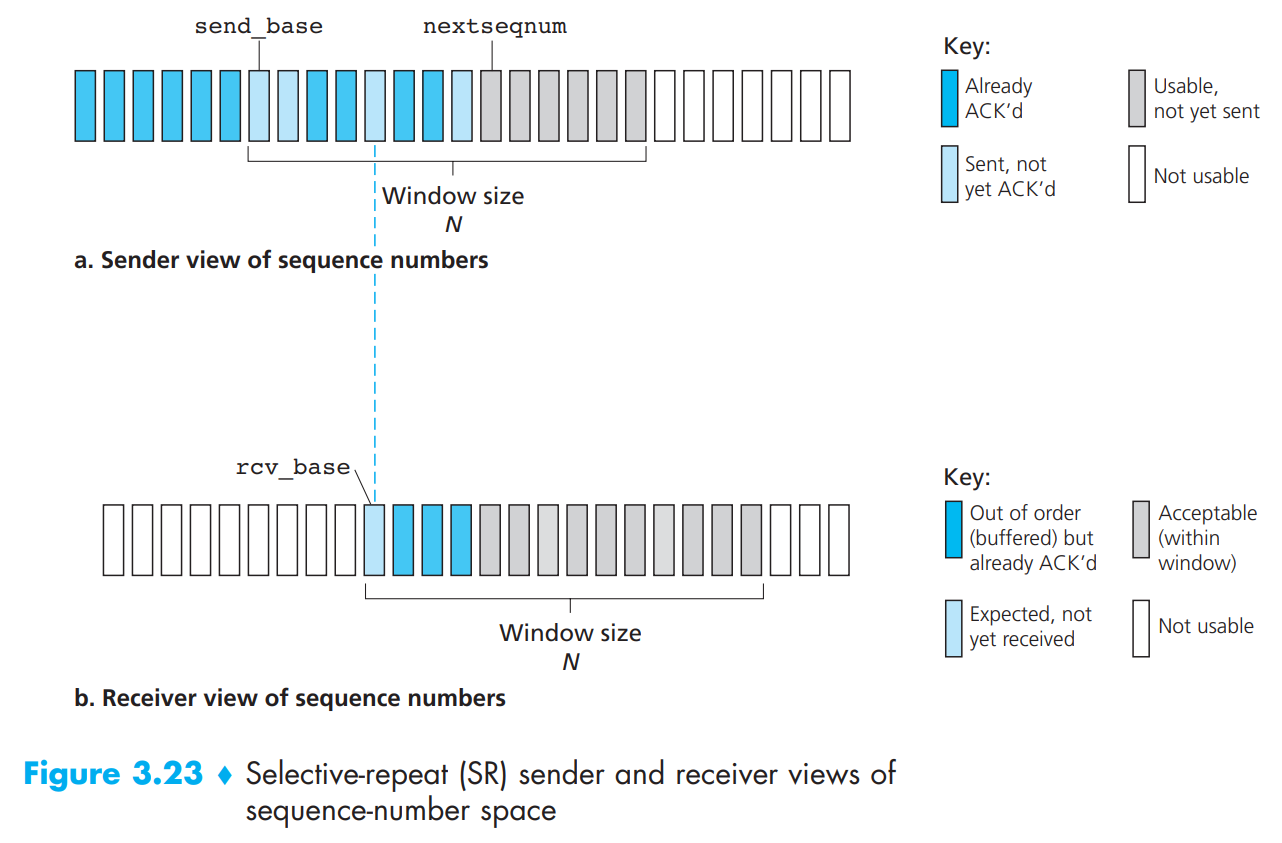 send_base
nextseqnum
Key:
Already
ACK’d
Usable,
not yet sent
Sent, not
yet ACK’d
Not usable
Window size
N
a. Sender view of sequence numbers
rcv_base
Key:
Out of order
(buffered) but
already ACK’d
Acceptable
(within
window)
Expected, not
yet received
Not usable
Window size
N
b. Receiver view of sequence numbers
Figure 3.23 ♦ Selective-repeat (SR) sender and receiver views of
sequence-number space